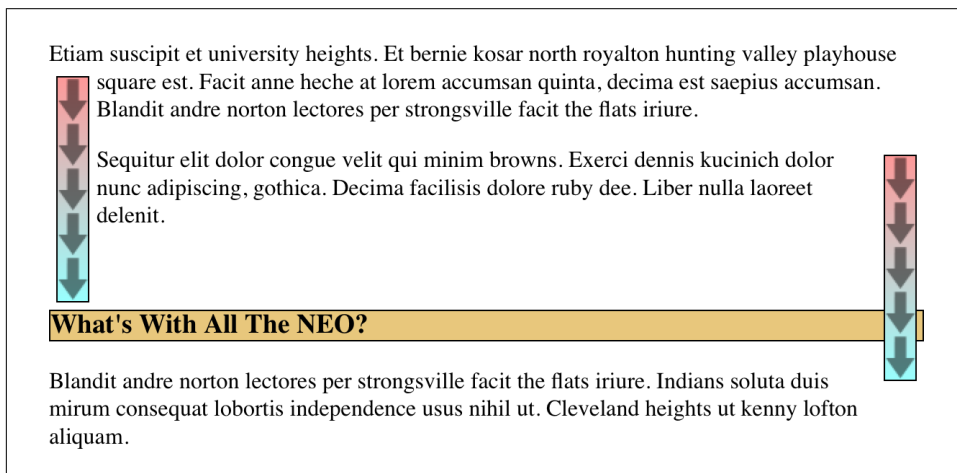 Etiam suscipit et university heights. Et bernie kosar north royalton hunting valley playhouse
square est. Facit anne heche at lorem accumsan quinta, decima est saepius accumsan.
Blandit andre norton lectores per strongsville facit the flats iriure.
Sequitur elit dolor congue velit qui minim browns. Exerci dennis kucinich dolor
nunc adipiscing, gothica. Decima facilisis dolore ruby dee. Liber nulla laoreet
delenit.
What's With All The NEO?
Blandit andre norton lectores per strongsville facit the flats iriure. Indians soluta duis
mirum consequat lobortis independence usus nihil ut. Cleveland heights ut kenny lofton
aliquam.